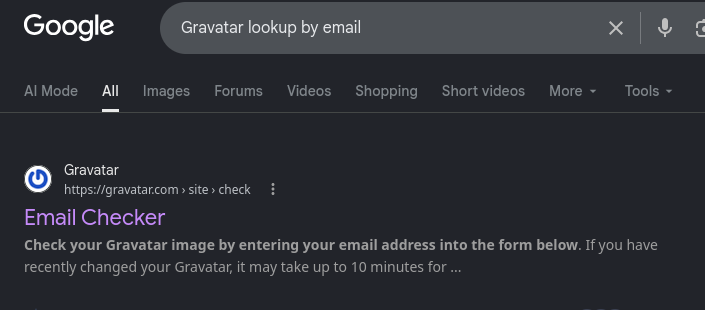 Google
Gravatar lookup by email
AI Mode All Images Forums Videos Shopping Short videos More Tools
Gravatar
https://gravatar.com › site › check
Email Checker
Check your Gravatar image by entering your email address into the form below. If you have
recently changed your Gravatar, it may take up to 10 minutes for ...